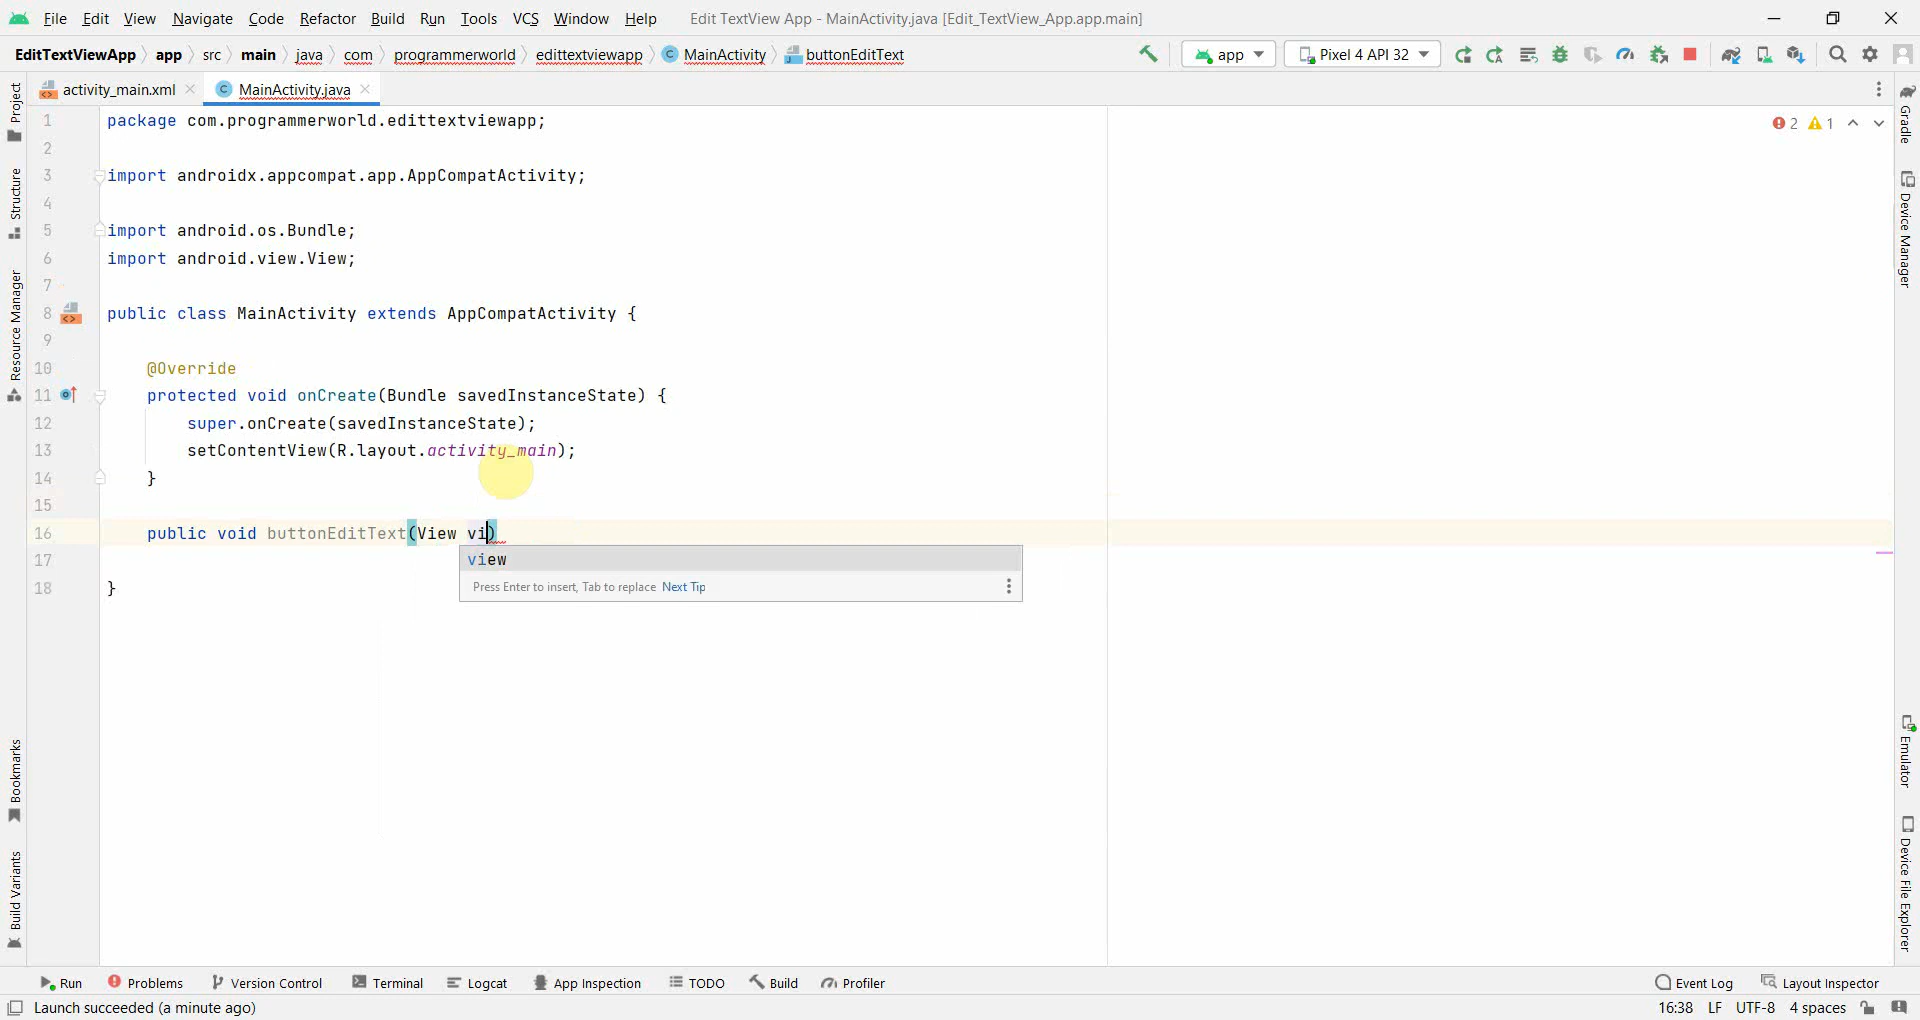 File Edit View Navigate Code Refactor Build Run Tools VCS Window Help Edit TextView App - MainActivity.java [Edit_TextView_App.app.main]
EditTextViewApp app src main java com programmerworld edittextviewapp C MainActivity buttonEditText app Pixel 4 API 32
activity_main.xml C MainActivity.java
1 package com.programmerworld.edittextviewapp; 2 1
2
3 import androidx.appcompat.app.AppCompatActivity;
4
5 import android.os.Bundle;
6 import android.view.View;
7
8 public class MainActivity extends AppCompatActivity {
9
10 @Override
11 protected void onCreate(Bundle savedInstanceState) {
12 super.onCreate(savedInstanceState);
13 setContentView(R.layout.activity_main);
14 }
15
16 public void buttonEditText(View vi)
17 view
Press Enter to insert, Tab to replace Next Tip
18 }
Project
Structure
Resource Manager
Bookmarks
Build Variants
Gradle
Device Manager
Emulator
Device File Explorer
Run Problems Version Control Terminal Logcat App Inspection TODO Build Profiler Event Log Layout Inspector
Launch succeeded (a minute ago) 16:38 LF UTF-8 4 spaces